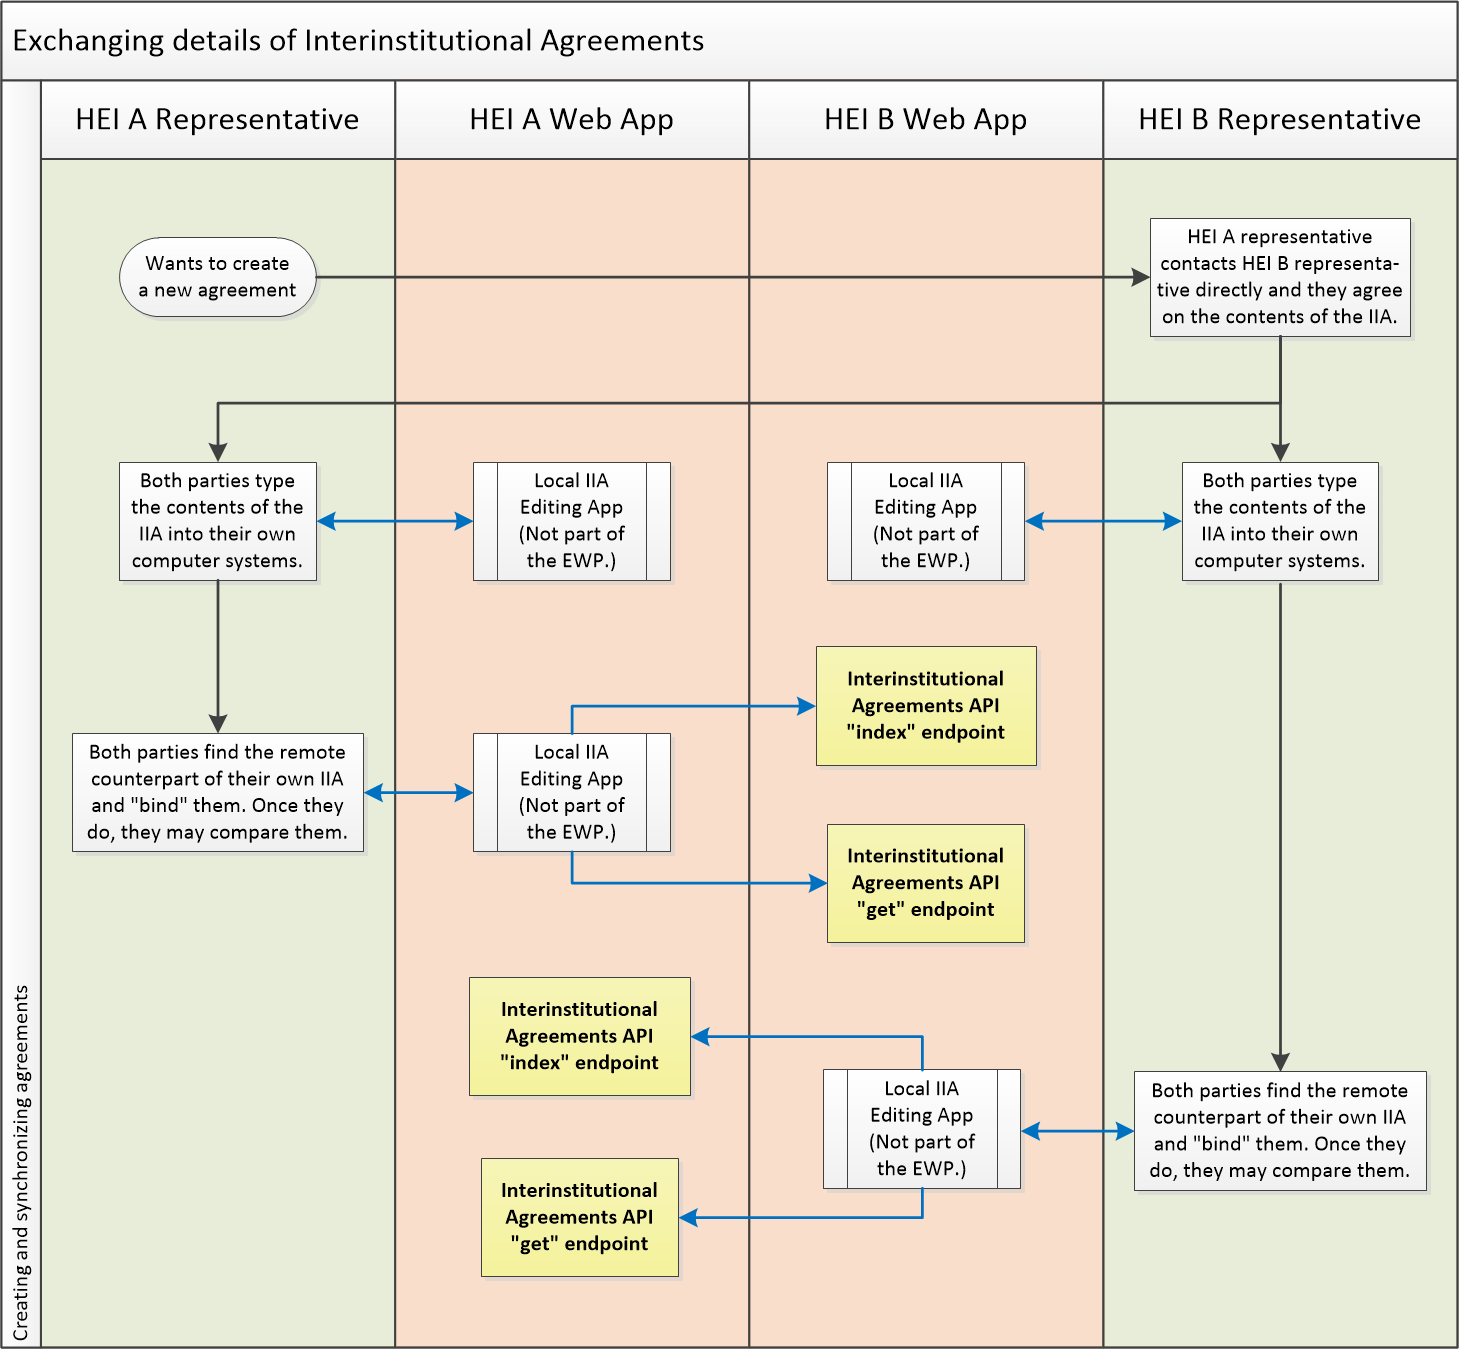 Exchanging details of Interinstitutional Agreements
HEI A Representative
HEI A Web App
HEI B Web App
HEI B Representative
Wants to create
a new agreement
HEI A representative
contacts HEI B representa-
tive directly and they agree
on the contents of the IIA.
Both parties type
the contents of the
IIA into their own
computer systems.
Local IIA
Editing App
(Not part of
the EWP.)
Local IIA
Editing App
(Not part of
the EWP.)
Both parties type
the contents of the
IIA into their own
computer systems.
Interinstitutional
Agreements API
"index" endpoint
Both parties find the remote
counterpart of their own IIA
and "bind" them. Once they
do, they may compare them.
Local IIA
Editing App
(Not part of
the EWP.)
Interinstitutional
Agreements API
"get" endpoint
Interinstitutional
Agreements API
"index" endpoint
Local IIA
Editing App
(Not part of
the EWP.)
Both parties find the remote
counterpart of their own IIA
and "bind" them. Once they
do, they may compare them.
Interinstitutional
Agreements API
"get" endpoint
Creating and synchronizing agreements